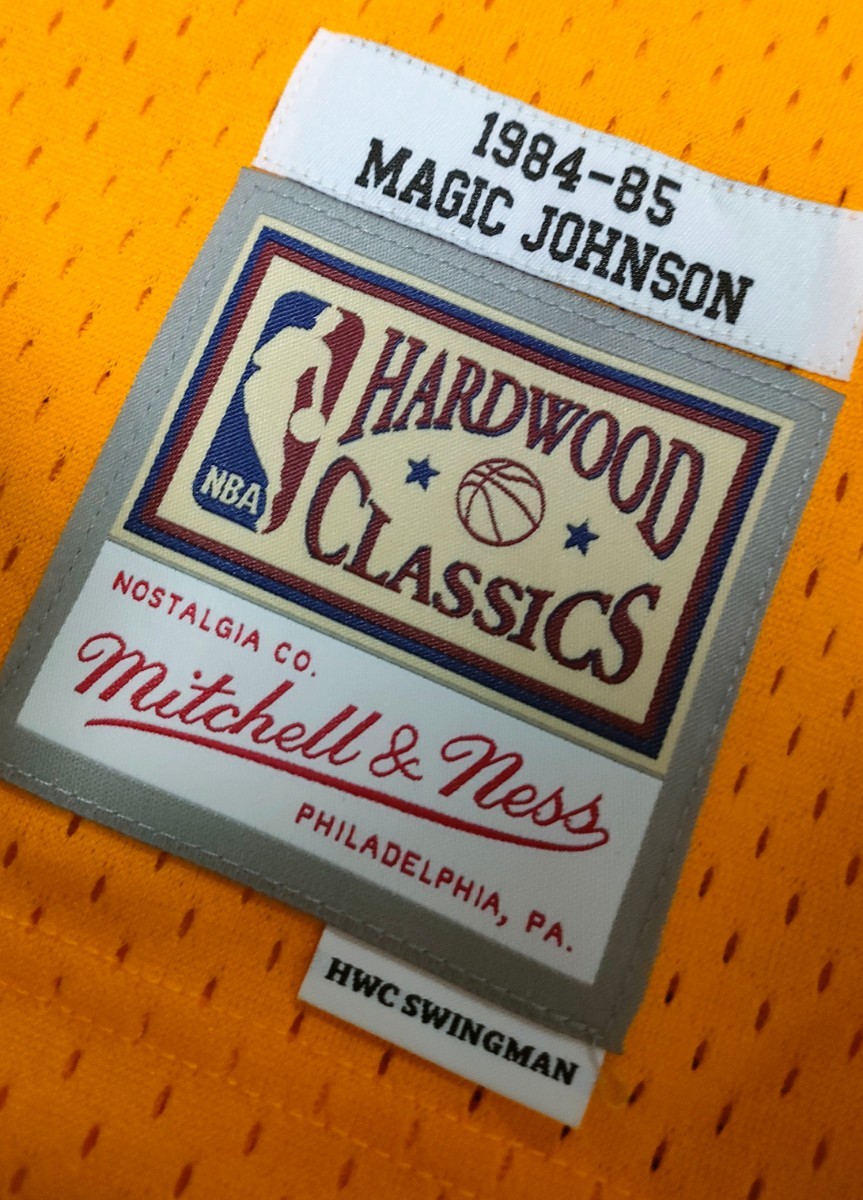 1984-85
MAGIC JOHNSON
NBA
HARDWOOD
CLASSICS
NOSTALGIA CO.
Mitchell & Ness
PHILADELPHIA, PA.
HWC SWINGMAN